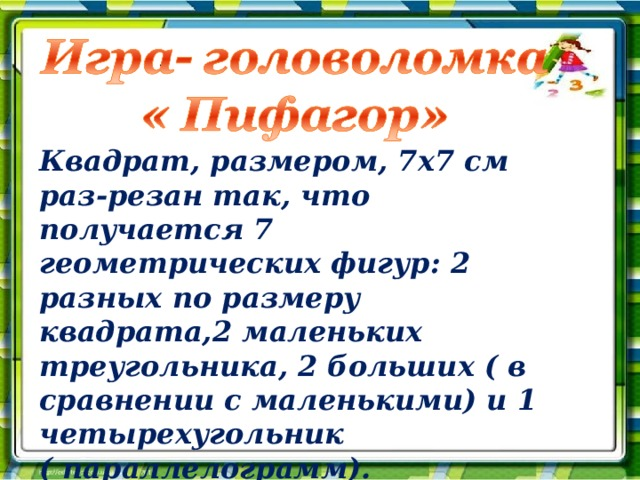 Игра- головоломка
« Пифагор»
Квадрат, размером, 7х7 см
раз-резан так, что
получается 7
геометрических фигур: 2
разных по размеру
квадрата,2 маленьких
треугольника, 2 больших ( в
сравнении с маленькими) и 1
четырехугольник
( параллелограмм).